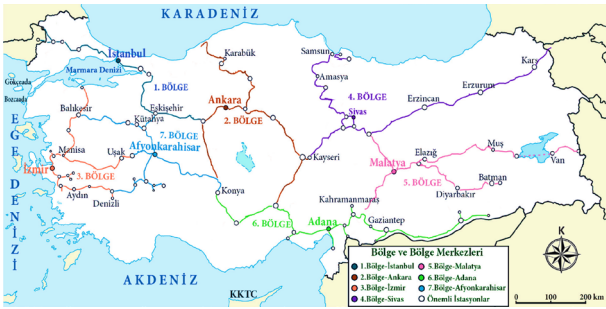 KARADENİZ
Karabük
Samsun
Kars
İstanbul
Gökçeada
Marmara Denizi
Bozcaada
Amasya
1. BÖLGE
4. BÖLGE
Erzurum
Ankara
Sivas
Erzincan
Balıkesir
Eskişehir
Kütahya
2. BÖLGE
7. BÖLGE
EGE DENİZİ
Manisa
Uşak
Afyonkarahisar
Kayseri
Elazığ
Muş
Van
İzmir
3. BÖLGE
Malatya
5. BÖLGE
Batman
Aydın
Denizli
Konya
Diyarbakır
Kahramanmaraş
6. BÖLGE
Adana
Gaziantep
AKDENİZ
KKTC
K
Bölge ve Bölge Merkezleri
1.Bölge-İstanbul
5.Bölge-Malatya
2.Bölge-Ankara
6.Bölge-Adana
3.Bölge-İzmir
7.Bölge-Afyonkarahisar
4.Bölge-Sivas
Önemli İstasyonlar
0
100
200 km